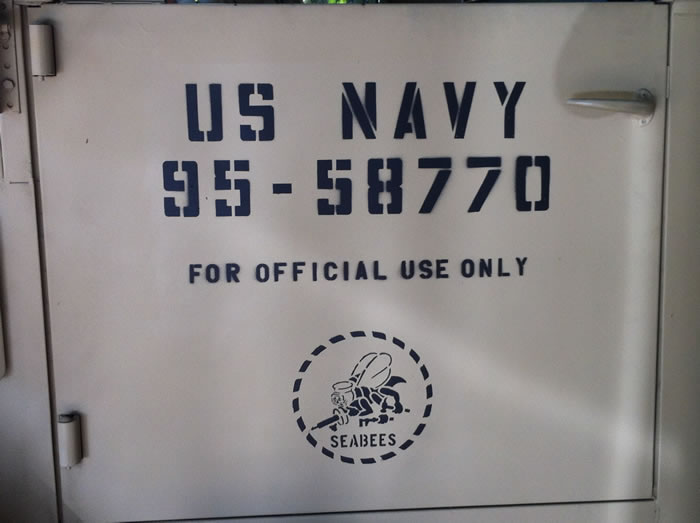 US NAVY
95-58770
FOR OFFICIAL USE ONLY
SEABEES